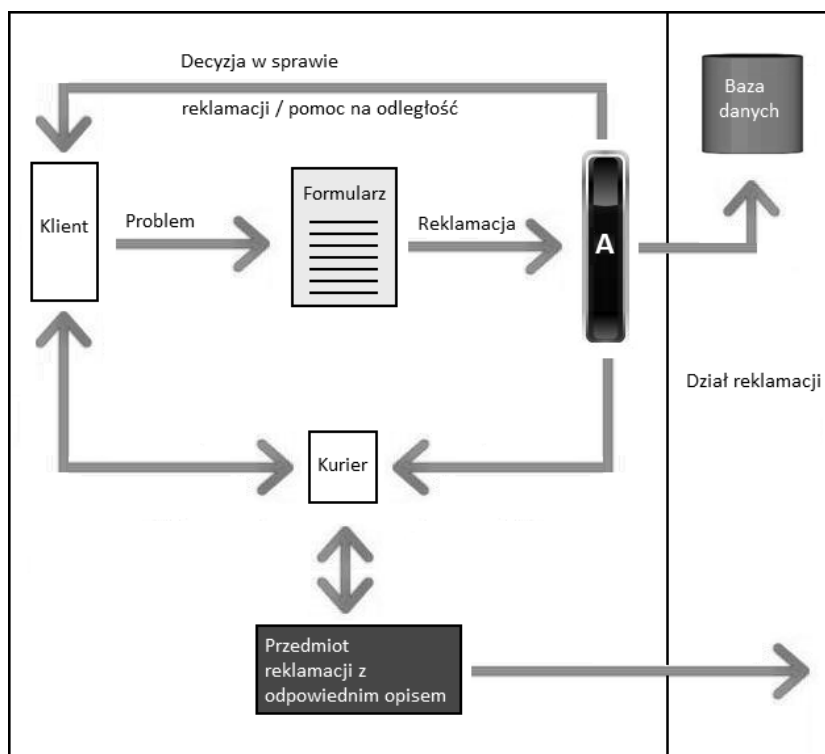 Decyzja w sprawie
reklamacji / pomoc na odległość
Baza
danych
Klient
Problem
Formularz
Reklamacja
A
Dział reklamacji
Kurier
Przedmiot
reklamacji z
odpowiednim opisem